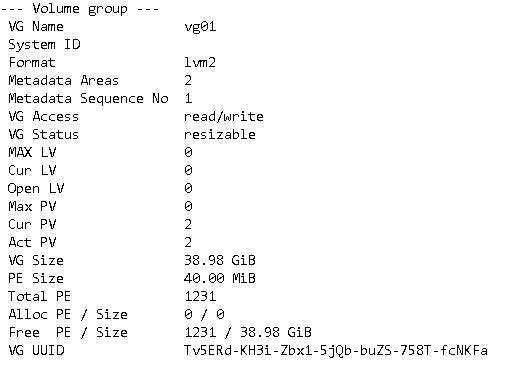 --- Volume group ---
VG Name vg01
System ID
Format lvm2
Metadata Areas 2
Metadata Sequence No 1
VG Access read/write
VG Status resizable
MAX LV 0
Cur LV 0
Open LV 0
Max PV 0
Cur PV 2
Act PV 2
VG Size 38.98 GiB
PE Size 40.00 MiB
Total PE 1231
Alloc PE / Size 0 / 0
Free PE / Size 1231 / 38.98 GiB
VG UUID Tv5ERd-KH3i-Zbx1-5jQb-buZS-758T-fcNKFa